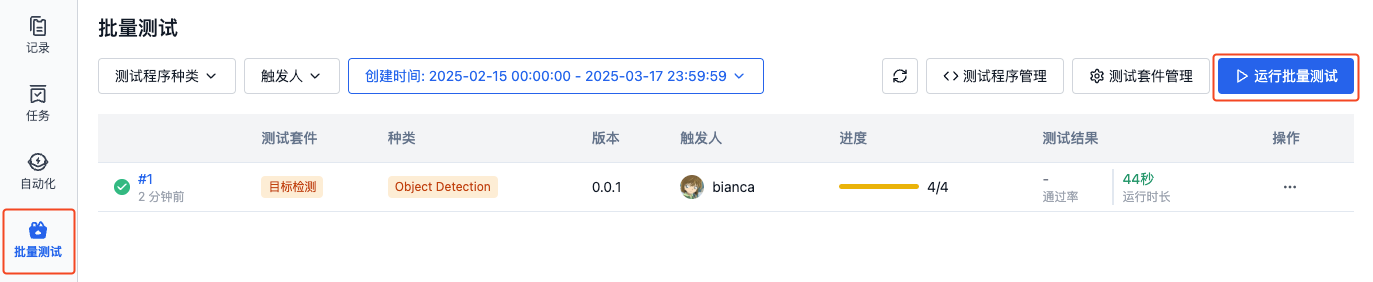 记录
任务
自动化
批量测试
批量测试
测试程序种类
触发人
创建时间: 2025-02-15 00:00:00 - 2025-03-17 23:59:59
测试程序管理
测试套件管理
运行批量测试
测试套件 种类 版本 触发人 进度 测试结果 操作
#1
2 分钟前
目标检测
Object Detection
0.0.1
bianca
4/4
-
通过率
44秒
运行时长